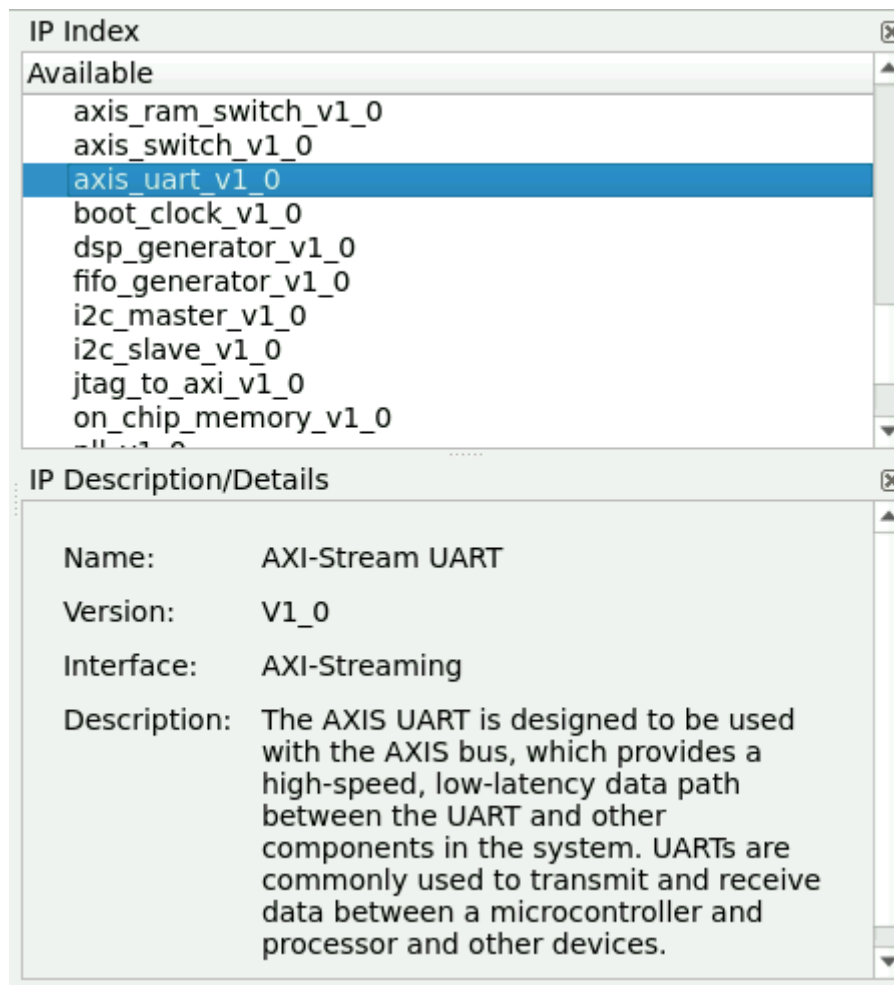 IP Index
Available
axis_ram_switch_v1_0
axis_switch_v1_0
axis_uart_v1_0
boot_clock_v1_0
dsp_generator_v1_0
fifo_generator_v1_0
i2c_master_v1_0
i2c_slave_v1_0
jtag_to_axi_v1_0
on_chip_memory_v1_0
IP Description/Details
Name: AXI-Stream UART
Version: V1_0
Interface: AXI-Streaming
Description: The AXIS UART is designed to be used
with the AXIS bus, which provides a
high-speed, low-latency data path
between the UART and other
components in the system. UARTs are
commonly used to transmit and receive
data between a microcontroller and
processor and other devices.